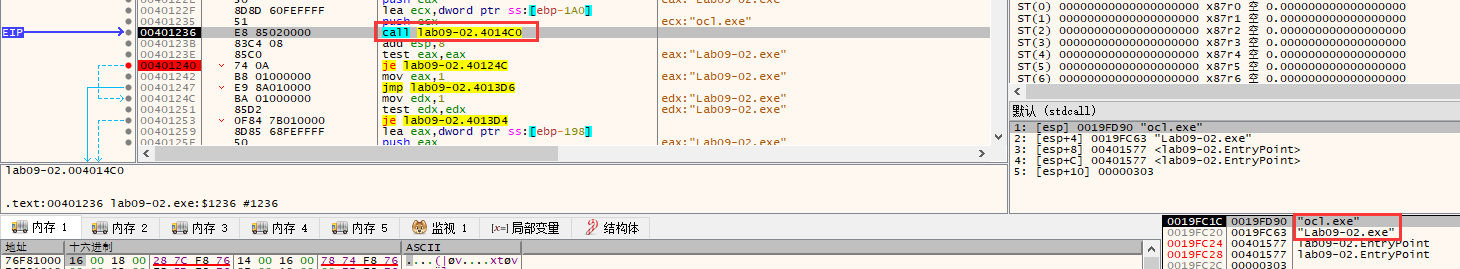 0040122F 8D8D 60FEFFFF lea ecx,dword ptr ss:[ebp-1A0]
00401235 51 push ecx ecx:"ocl.exe"
EIP 00401236 E8 85020000 call lab09-02.4014C0
0040123B 83C4 08 add esp,8
0040123E 85C0 test eax,eax eax:"Lab09-02.exe"
00401240 74 0A je lab09-02.40124C
00401242 B8 01000000 mov eax,1 eax:"Lab09-02.exe"
00401247 E9 8A010000 jmp lab09-02.4013D6
0040124C BA 01000000 mov edx,1 edx:"Lab09-02.exe"
00401251 85D2 test edx,edx edx:"Lab09-02.exe"
00401253 0F84 7B010000 je lab09-02.4013D4
00401259 8D85 68FEFFFF lea eax,dword ptr ss:[ebp-198]
0040125F 50 push eax eax:"Lab09-02.exe"
ST(0) 00000000000000000000 x87r0 空 0.000000000000000000
ST(1) 00000000000000000000 x87r1 空 0.000000000000000000
ST(2) 00000000000000000000 x87r2 空 0.000000000000000000
ST(3) 00000000000000000000 x87r3 空 0.000000000000000000
ST(4) 00000000000000000000 x87r4 空 0.000000000000000000
ST(5) 00000000000000000000 x87r5 空 0.000000000000000000
ST(6) 00000000000000000000 x87r6 空 0.000000000000000000
默认 (stdcall)
1: [esp] 0019FD90 "ocl.exe"
2: [esp+4] 0019FC63 "Lab09-02.exe"
3: [esp+8] 00401577 <lab09-02.EntryPoint>
4: [esp+C] 00401577 <lab09-02.EntryPoint>
5: [esp+10] 00000303
lab09-02.004014C0
.text:00401236 lab09-02.exe:$1236 #1236
内存 1 内存 2 内存 3 内存 4 内存 5 监视 1 [x=] 局部变量 结构体
地址 十六进制 ASCII
76F81000 16 00 18 00 28 7C F8 76 14 00 16 00 78 74 F8 76 ....(|øv....xtøv
0019FC1C 0019FD90 "ocl.exe"
0019FC20 0019FC63 "Lab09-02.exe"
0019FC24 00401577 lab09-02.EntryPoint
0019FC28 00401577 lab09-02.EntryPoint
0019FC2C 00000303